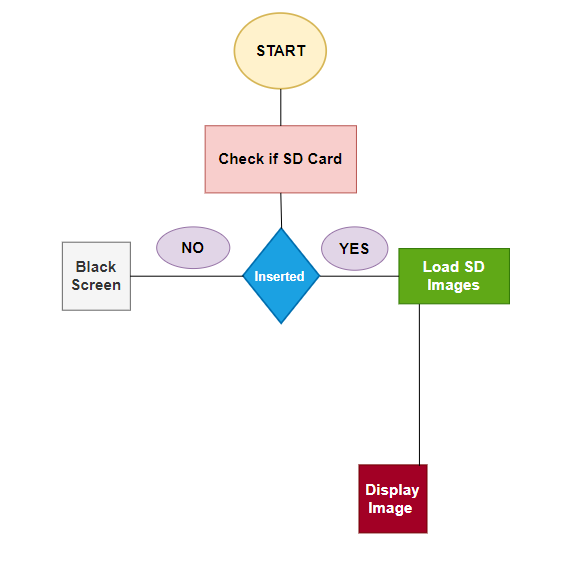 START
Check if SD Card
NO
YES
Inserted
Black
Screen
Load SD
Images
Display
Image